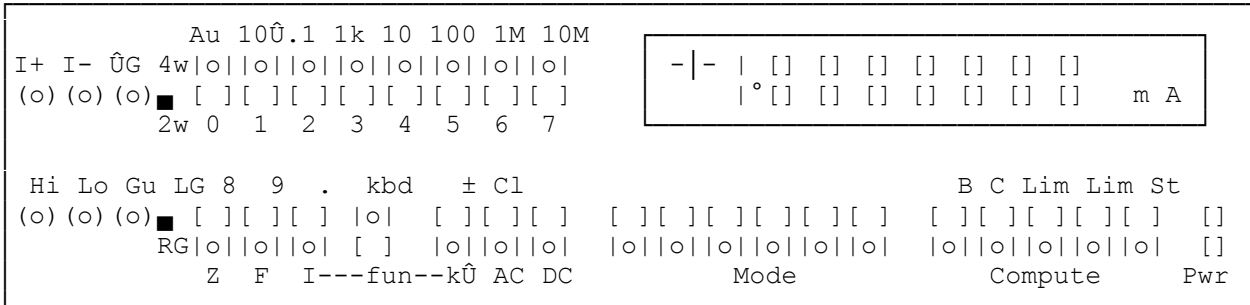 Au 10Û.1 1k 10 100 1M 10M
I+ I- ÛG 4w|o||o||o||o||o||o||o||o| -|- | [] [] [] [] [] [] []
(o)(o)(o)■ [ ][ ][ ][ ][ ][ ][ ][ ] |°[] [] [] [] [] [] [] m A
2w 0 1 2 3 4 5 6 7
Hi Lo Gu LG 8 9 . kbd ± Cl B C Lim Lim St
(o)(o)(o)■ [ ][ ][ ] |o| [ ][ ][ ] [ ][ ][ ][ ][ ][ ] [ ][ ][ ][ ][ ] []
RG|o||o||o| [ ] |o||o||o| |o||o||o||o||o||o| |o||o||o||o||o| []
Z F I---fun--kÛ AC DC Mode Compute Pwr